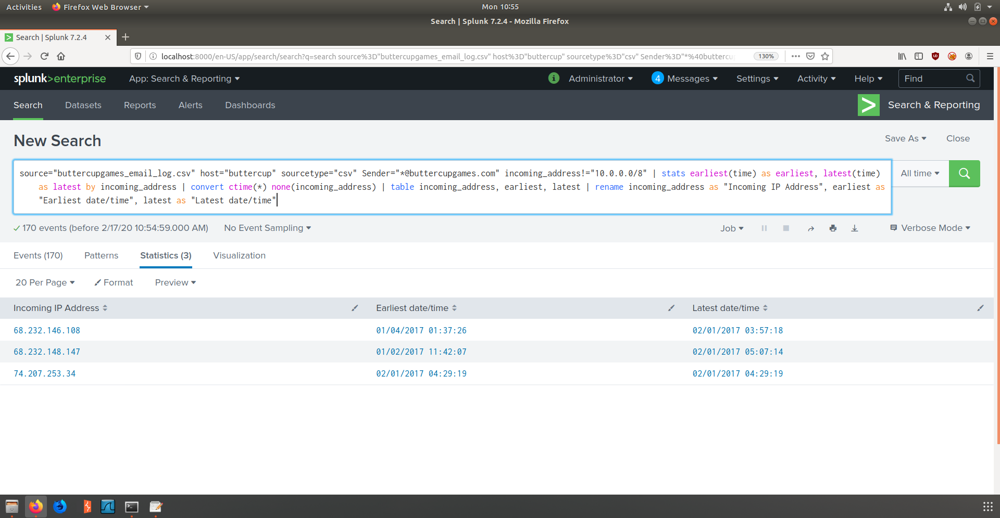 Activities Firefox Web Browser Mon 10:55
Search | Splunk 7.2.4 - Mozilla Firefox
Search | Splunk 7.2.4
localhost:8000/en-US/app/search/search?q=search source%3D"buttercupgames_email_log.csv" host%3D"buttercup" sourcetype%3D"csv" Sender%3D"*%40buttercup 130%
splunk>enterprise App: Search & Reporting i Administrator 4 Messages Settings Activity Help Find
Search Datasets Reports Alerts Dashboards > Search & Reporting
New Search Save As Close
source="buttercupgames_email_log.csv" host="buttercup" sourcetype="csv" Sender="*@buttercupgames.com" incoming_address!="10.0.0.0/8" | stats earliest(time) as earliest, latest(time) All time
as latest by incoming_address | convert ctime(*) none(incoming_address) | table incoming_address, earliest, latest | rename incoming_address as "Incoming IP Address", earliest as
"Earliest date/time", latest as "Latest date/time"
170 events (before 2/17/20 10:54:59.000 AM) No Event Sampling Job Verbose Mode
Events (170) Patterns Statistics (3) Visualization
20 Per Page Format Preview
Incoming IP Address Earliest date/time Latest date/time
68.232.146.108 01/04/2017 01:37:26 02/01/2017 03:57:18
68.232.148.147 01/02/2017 11:42:07 02/01/2017 05:07:14
74.207.253.34 02/01/2017 04:29:19 02/01/2017 04:29:19